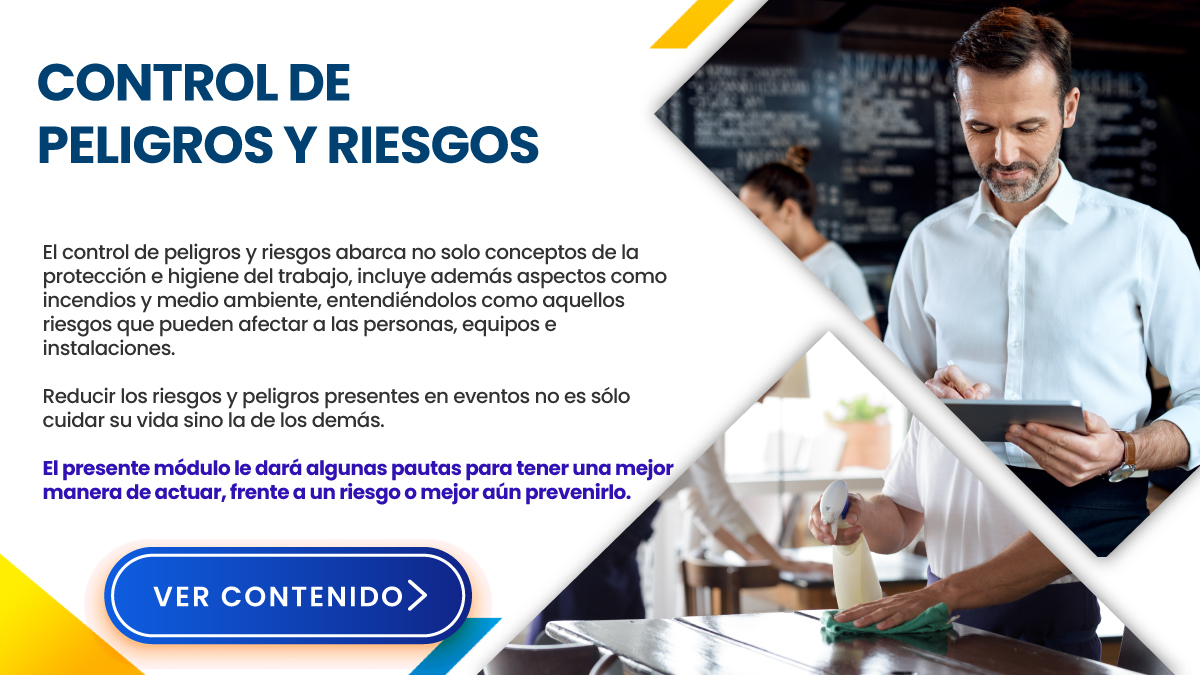 CONTROL DE
PELIGROS Y RIESGOS
El control de peligros y riesgos abarca no solo conceptos de la
protección e higiene del trabajo, incluye además aspectos como
incendios y medio ambiente, entendiéndolos como aquellos
riesgos que pueden afectar a las personas, equipos e
instalaciones.
Reducir los riesgos y peligros presentes en eventos no es sólo
cuidar su vida sino la de los demás.
El presente módulo le dará algunas pautas para tener una mejor
manera de actuar, frente a un riesgo o mejor aún prevenirlo.
VER CONTENIDO